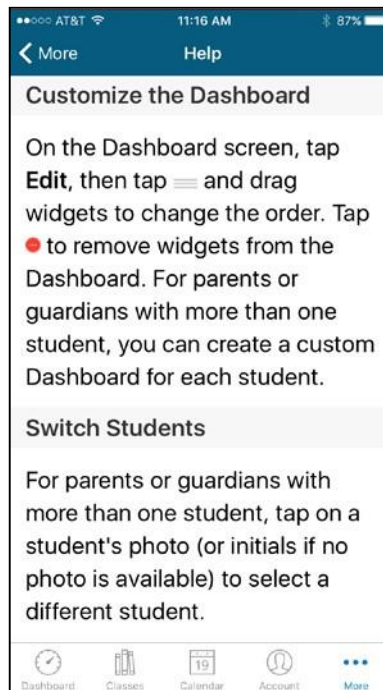 AT&T 11:16 AM 87%
More Help
Customize the Dashboard
On the Dashboard screen, tap
Edit, then tap and drag
widgets to change the order. Tap
to remove widgets from the
Dashboard. For parents or
guardians with more than one
student, you can create a custom
Dashboard for each student.
Switch Students
For parents or guardians with
more than one student, tap on a
student's photo (or initials if no
photo is available) to select a
different student.
19
Dashboard Classes Calendar Account More